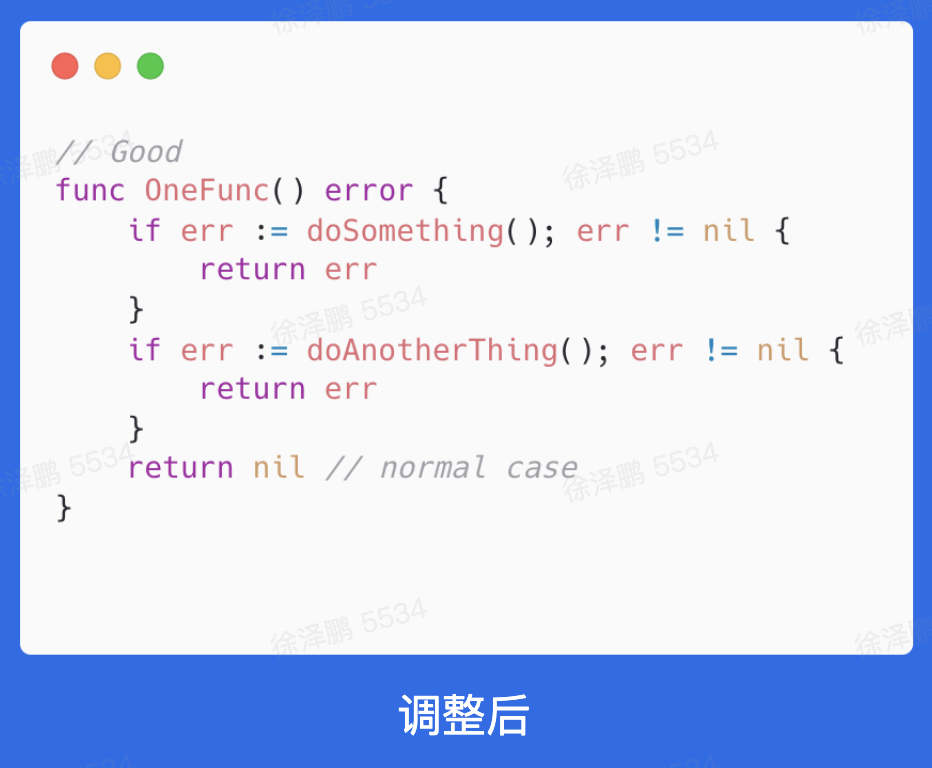 // Good
func OneFunc() error {
    if err := doSomething(); err != nil {
        return err
    }
    if err := doAnotherThing(); err != nil {
        return err
    }
    return nil // normal case
}
调整后
徐泽鹏 5534